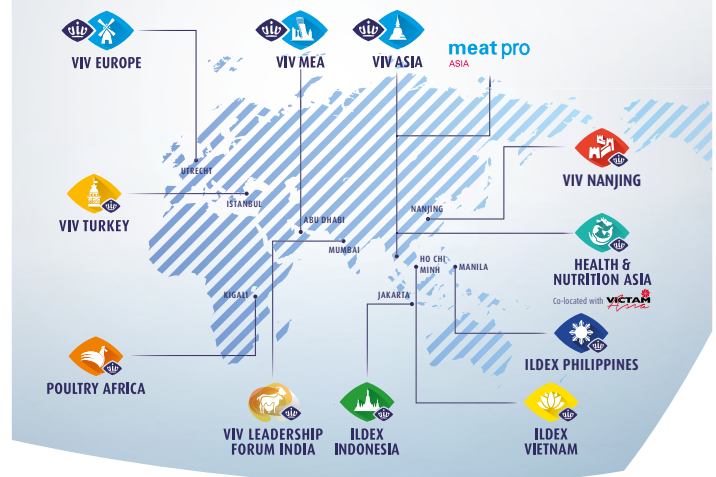 VIV EUROPE
VIV MEA
VIV ASIA
meat pro
ASIA
UTRECHT
VIV NANJING
VIV TURKEY
ISTANBUL
ABU DHABI
NANJING
MUMBAI
HO CHI
MINH
MANILA
HEALTH &
NUTRITION ASIA
Co-located with VICTAM
Asia
KIGALI
JAKARTA
ILDEX PHILIPPINES
POULTRY AFRICA
VIV LEADERSHIP
FORUM INDIA
ILDEX
INDONESIA
ILDEX
VIETNAM